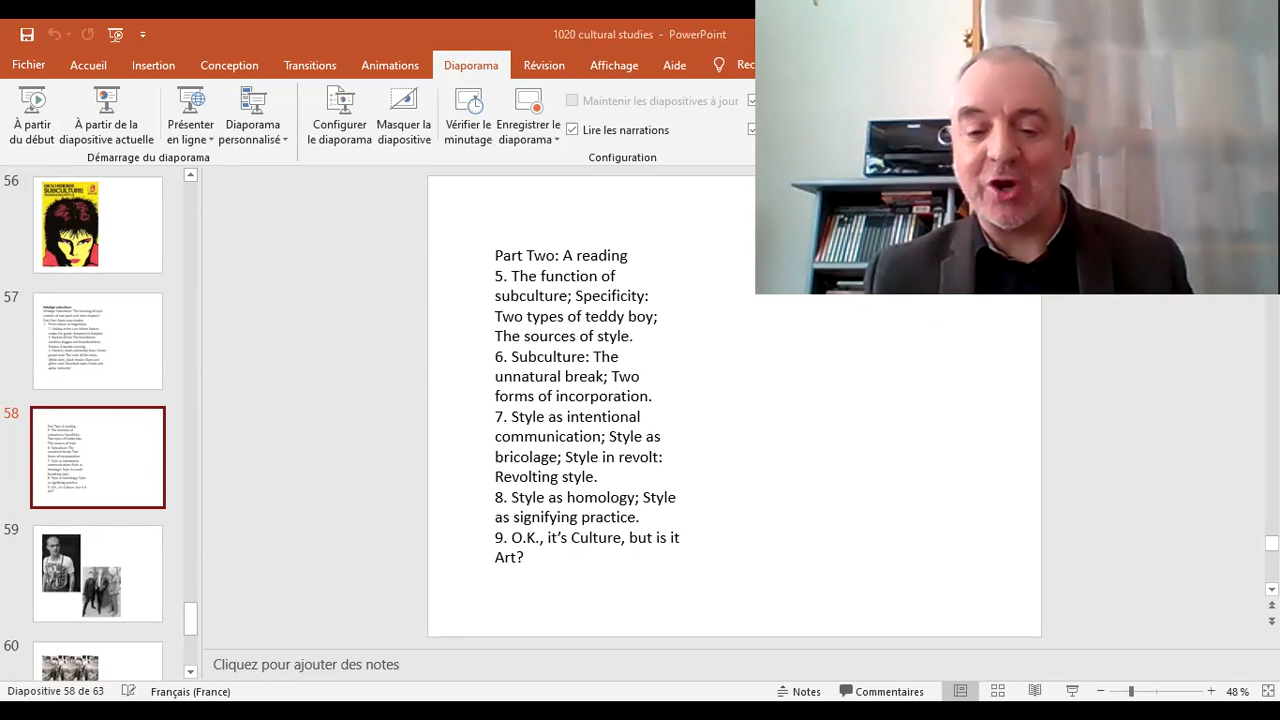 1020 cultural studies - PowerPoint
Fichier Accueil Insertion Conception Transitions Animations Diaporama Révision Affichage Aide Rec
À partir du début
À partir de la diapositive actuelle
Présenter en ligne
Diaporama personnalisé
Configurer le diaporama
Masquer la diapositive
Vérifier le minutage
Enregistrer le diaporama
Maintenir les diapositives à jour
Lire les narrations
Démarrage du diaporama
Configuration
56
SUBCULTURE
57
58
59
60
Part Two: A reading
5. The function of
subculture; Specificity:
Two types of teddy boy;
The sources of style.
6. Subculture: The
unnatural break; Two
forms of incorporation.
7. Style as intentional
communication; Style as
bricolage; Style in revolt:
Revolting style.
8. Style as homology; Style
as signifying practice.
9. O.K., it’s Culture, but is it
Art?
Cliquez pour ajouter des notes
Diapositive 58 de 63 Français (France) Notes Commentaires 48 %